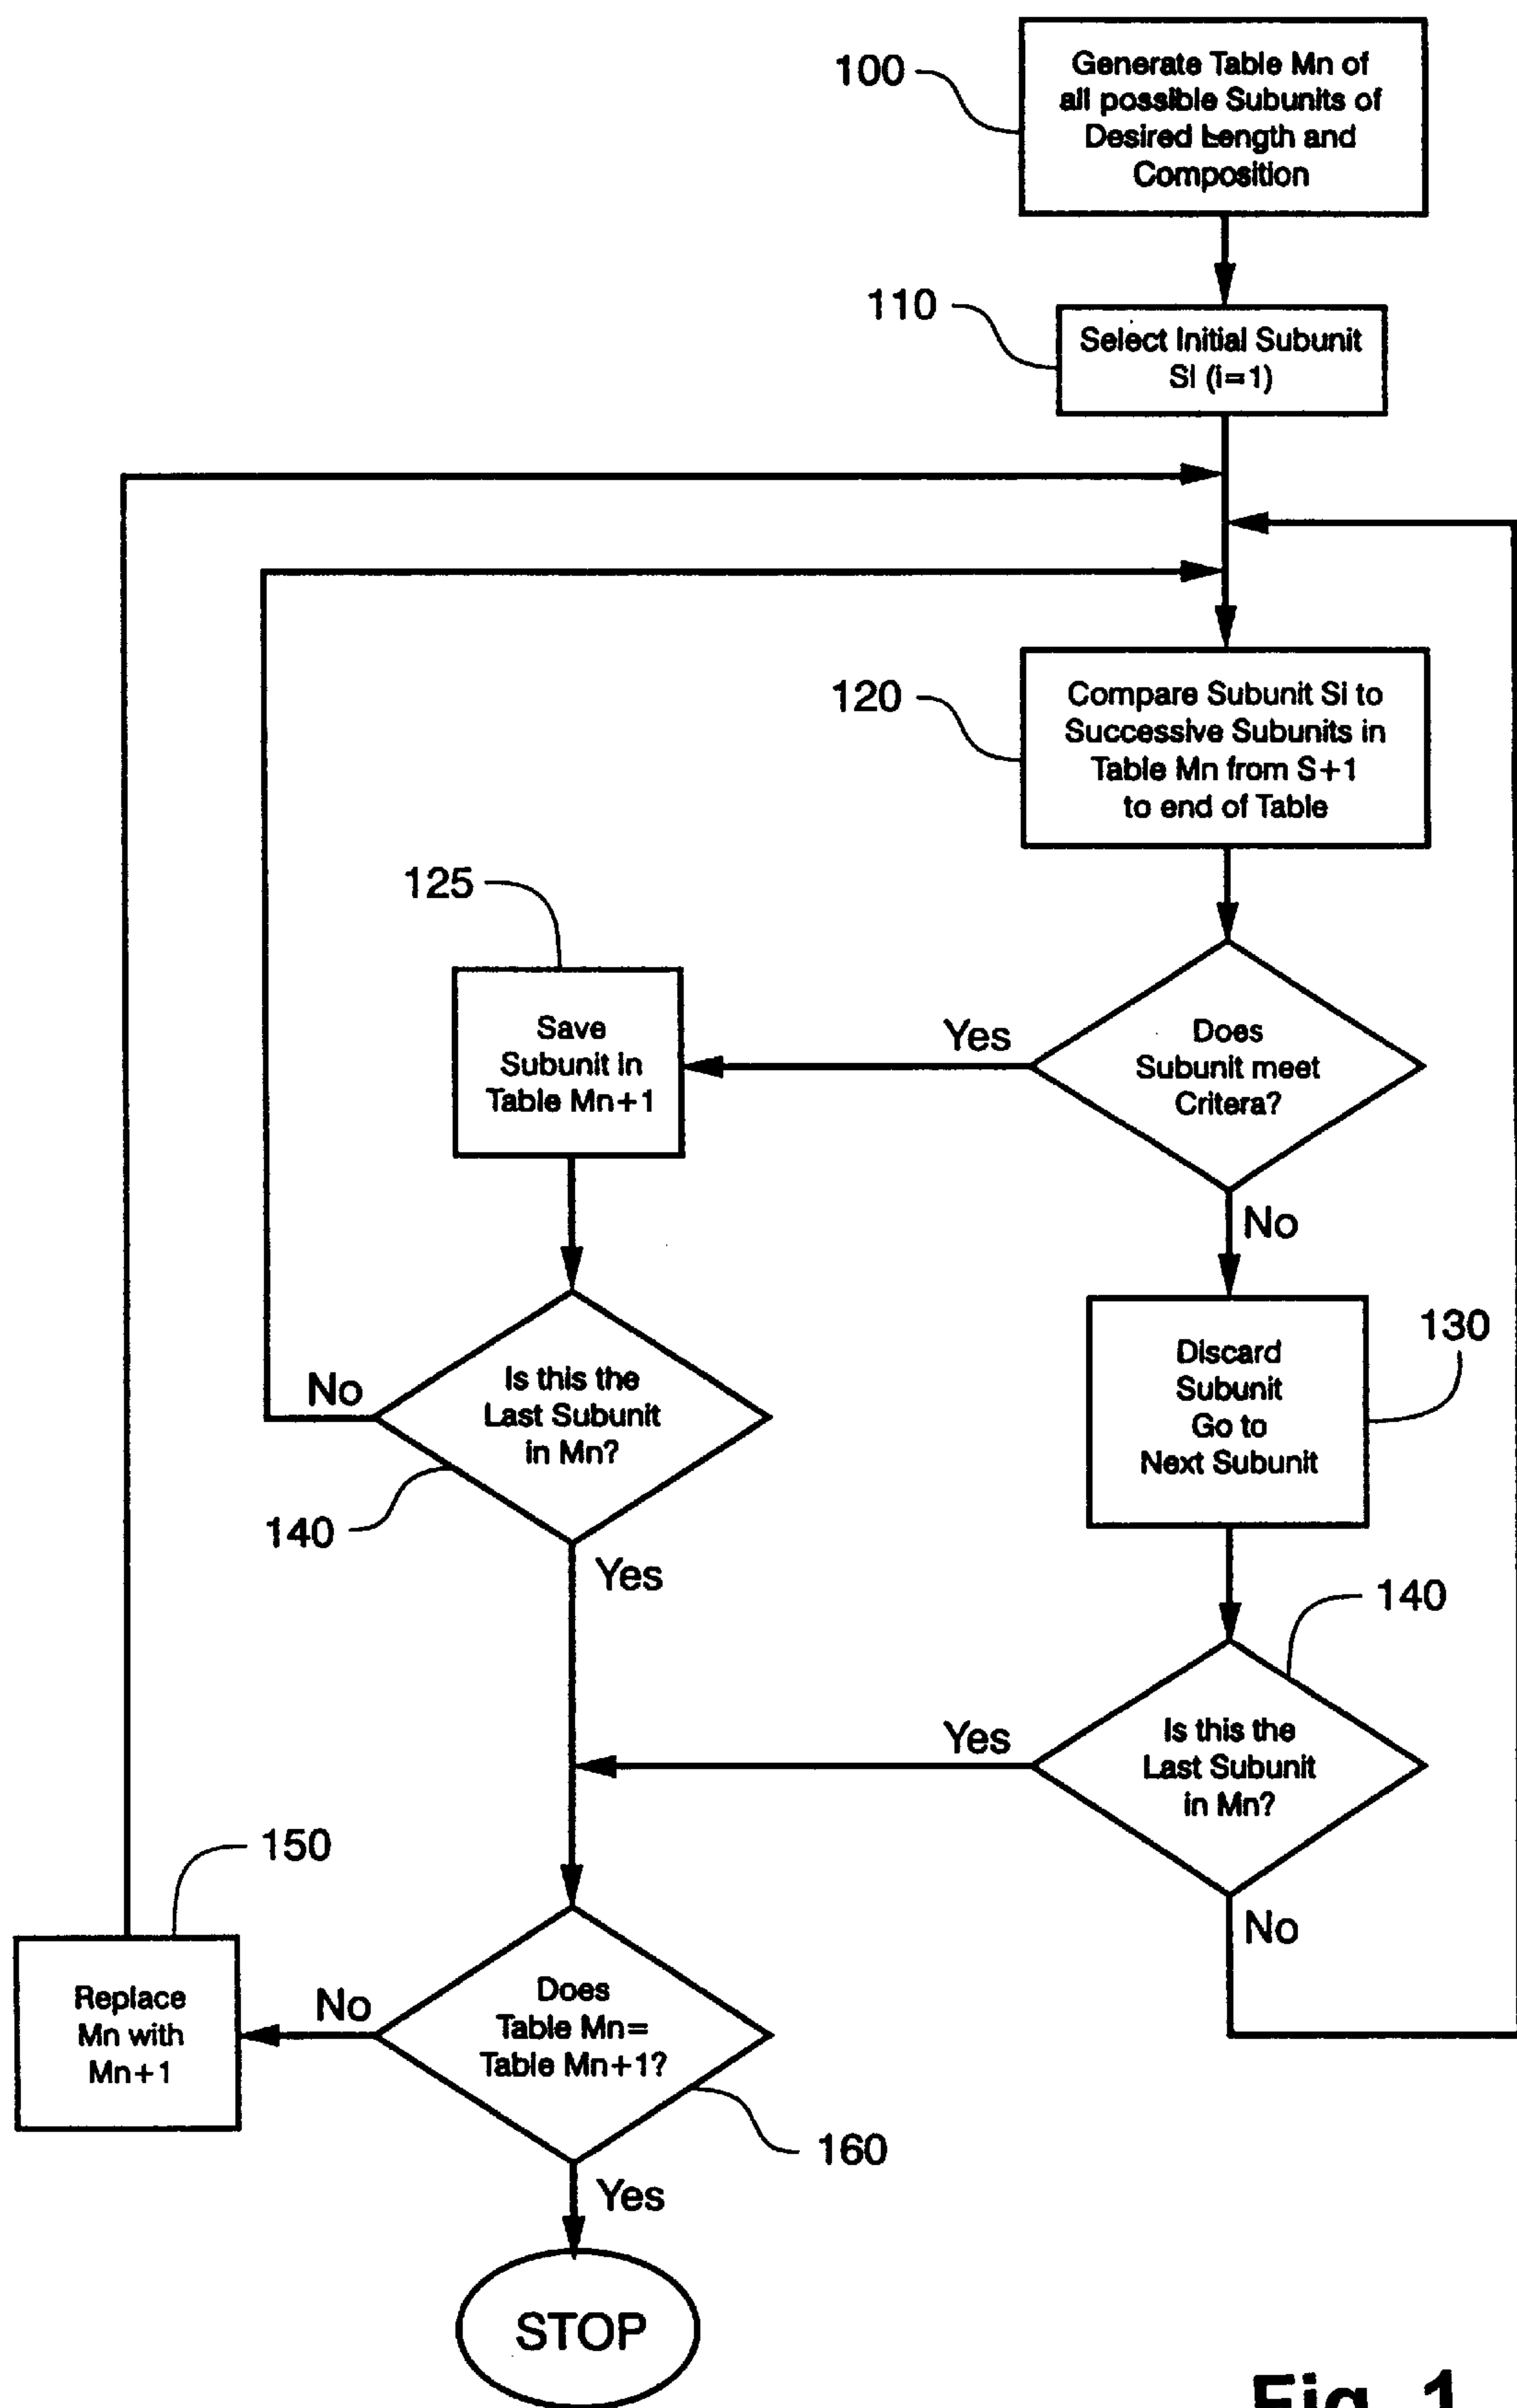 100
Generate Table Mn of
all possible Subunits of
Desired Length and
Composition
110
Select Initial Subunit
Si (i=1)
120
Compare Subunit Si to
Successive Subunits in
Table Mn from S+1
to end of Table
125
Save
Subunit in
Table Mn+1
Yes
Does
Subunit meet
Critera?
No
130
Discard
Subunit
Go to
Next Subunit
No
Is this the
Last Subunit
in Mn?
140
Yes
140
Yes
Is this the
Last Subunit
in Mn?
No
150
Replace
Mn with
Mn+1
No
Does
Table Mn=
Table Mn+1?
160
Yes
STOP
Fig. 1